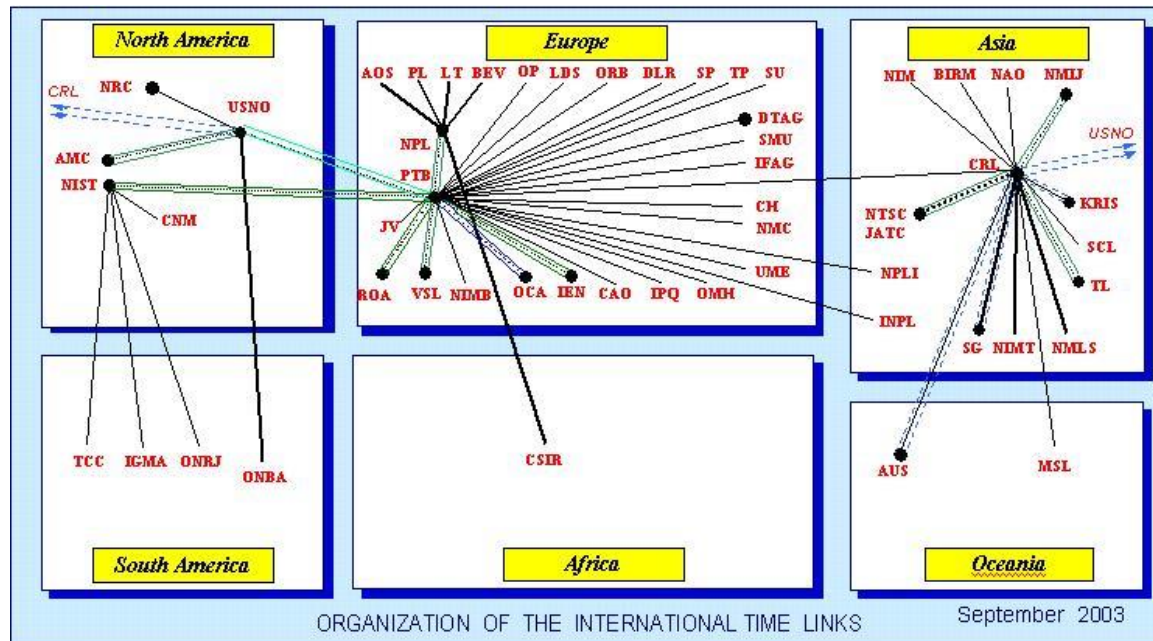 North America
CRL
NRC
USNO
AMC
NIST
CNM
Europe
AOS PL LT BEV OP LDS ORB DLR SP TP SU
DTAG
NPL
SMU
IFAG
PTB
CH
JV
NMC
UME
ROA VSL NIMB OCA IEN CAO IPQ OMH
Asia
NIM BIRM NAO NMIJ
USNO
CRL
KRIS
NTSC
JATC
SCL
NPLI
TL
INPL
SG NIMT NMLS
TCC IGMA ONRJ ONBA
South America
CSIR
Africa
AUS
MSL
Oceania
ORGANIZATION OF THE INTERNATIONAL TIME LINKS
September 2003